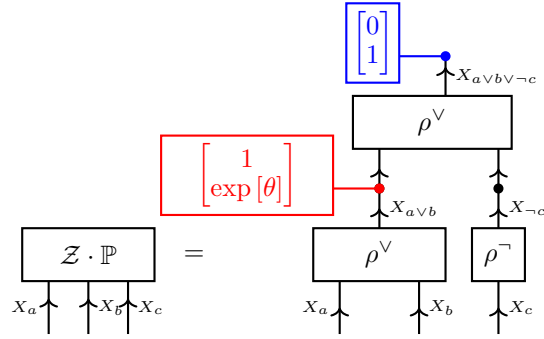 [0
1]
X_{a∨b∨¬c}
ρ^∨
[1
exp [θ]]
X_{a∨b}
X_{¬c}
𝒵 · ℙ
=
ρ^∨
ρ^¬
X_a
X_b
X_c
X_a
X_b
X_c